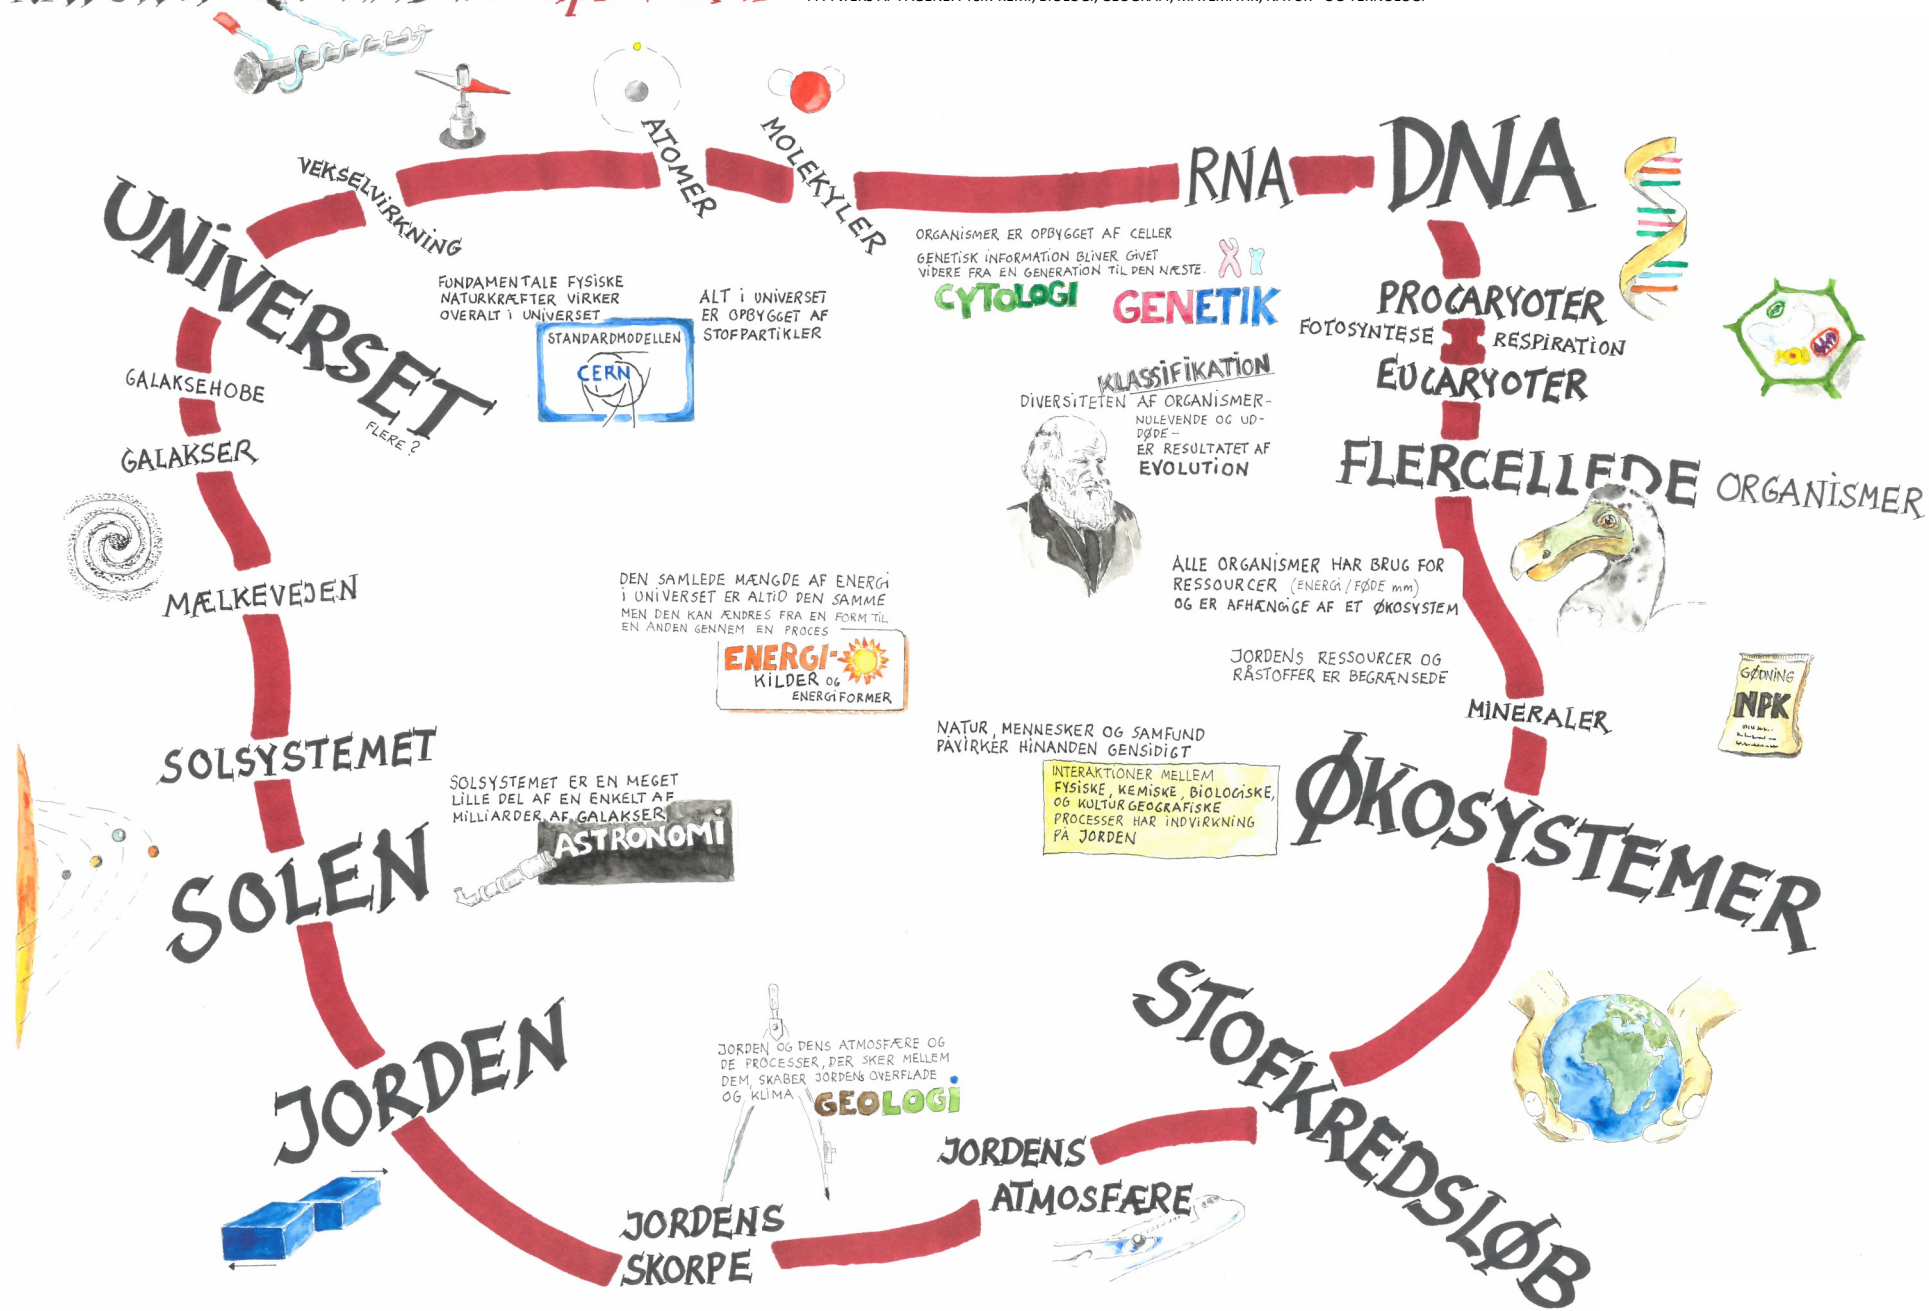 VEKSELVIRKNING
ATOMER
MOLEKYLER
RNA
DNA
UNIVERSET
FLERE?
FUNDAMENTALE FYSISKE
NATURKRÆFTER VIRKER
OVERALT I UNIVERSET
STANDARDMODELLEN
CERN
ALT I UNIVERSET
ER OPBYGGET AF
STOFPARTIKLER
ORGANISMER ER OPBYGGET AF CELLER
GENETISK INFORMATION BLIVER GIVET
VIDERE FRA EN GENERATION TIL DEN NÆSTE.
CYTOLOGI
GENETIK
PROCARYOTER
FOTOSYNTESE
RESPIRATION
EUCARYOTER
KLASSIFIKATION
DIVERSITETEN AF ORGANISMER-
NULEVENDE OG UD-
DØDE-
ER RESULTATET AF
EVOLUTION
FLERCELLEDE ORGANISMER
GALAKSEHOBE
GALAKSER
MÆLKEVEJEN
DEN SAMLEDE MÆNGDE AF ENERGI
I UNIVERSET ER ALTID DEN SAMME
MEN DEN KAN ÆNDRES FRA EN FORM TIL
EN ANDEN GENNEM EN PROCES
ENERGI-
KILDER OG
ENERGIFORMER
ALLE ORGANISMER HAR BRUG FOR
RESSOURCER (ENERGI/FØDE mm)
OG ER AFHÆNGIGE AF ET ØKOSYSTEM
JORDENS RESSOURCER OG
RÅSTOFFER ER BEGRÆNSEDE
MINERALER
GØDNING
NPK
NATUR, MENNESKER OG SAMFUND
PÅVIRKER HINANDEN GENSIDIGT
INTERAKTIONER MELLEM
FYSISKE, KEMISKE, BIOLOGISKE,
OG KULTURGEOGRAFISKE
PROCESSER HAR INDVIRKNING
PÅ JORDEN
ØKOSYSTEMER
SOLSYSTEMET
SOLSYSTEMET ER EN MEGET
LILLE DEL AF EN ENKELT AF
MILLIARDER AF GALAKSER
ASTRONOMI
SOLEN
JORDEN
JORDEN OG DENS ATMOSFÆRE OG
DE PROCESSER, DER SKER MELLEM
DEM, SKABER JORDENS OVERFLADE
OG KLIMA
GEOLOGI
STOFKREDSLØB
JORDENS
ATMOSFÆRE
JORDENS
SKORPE